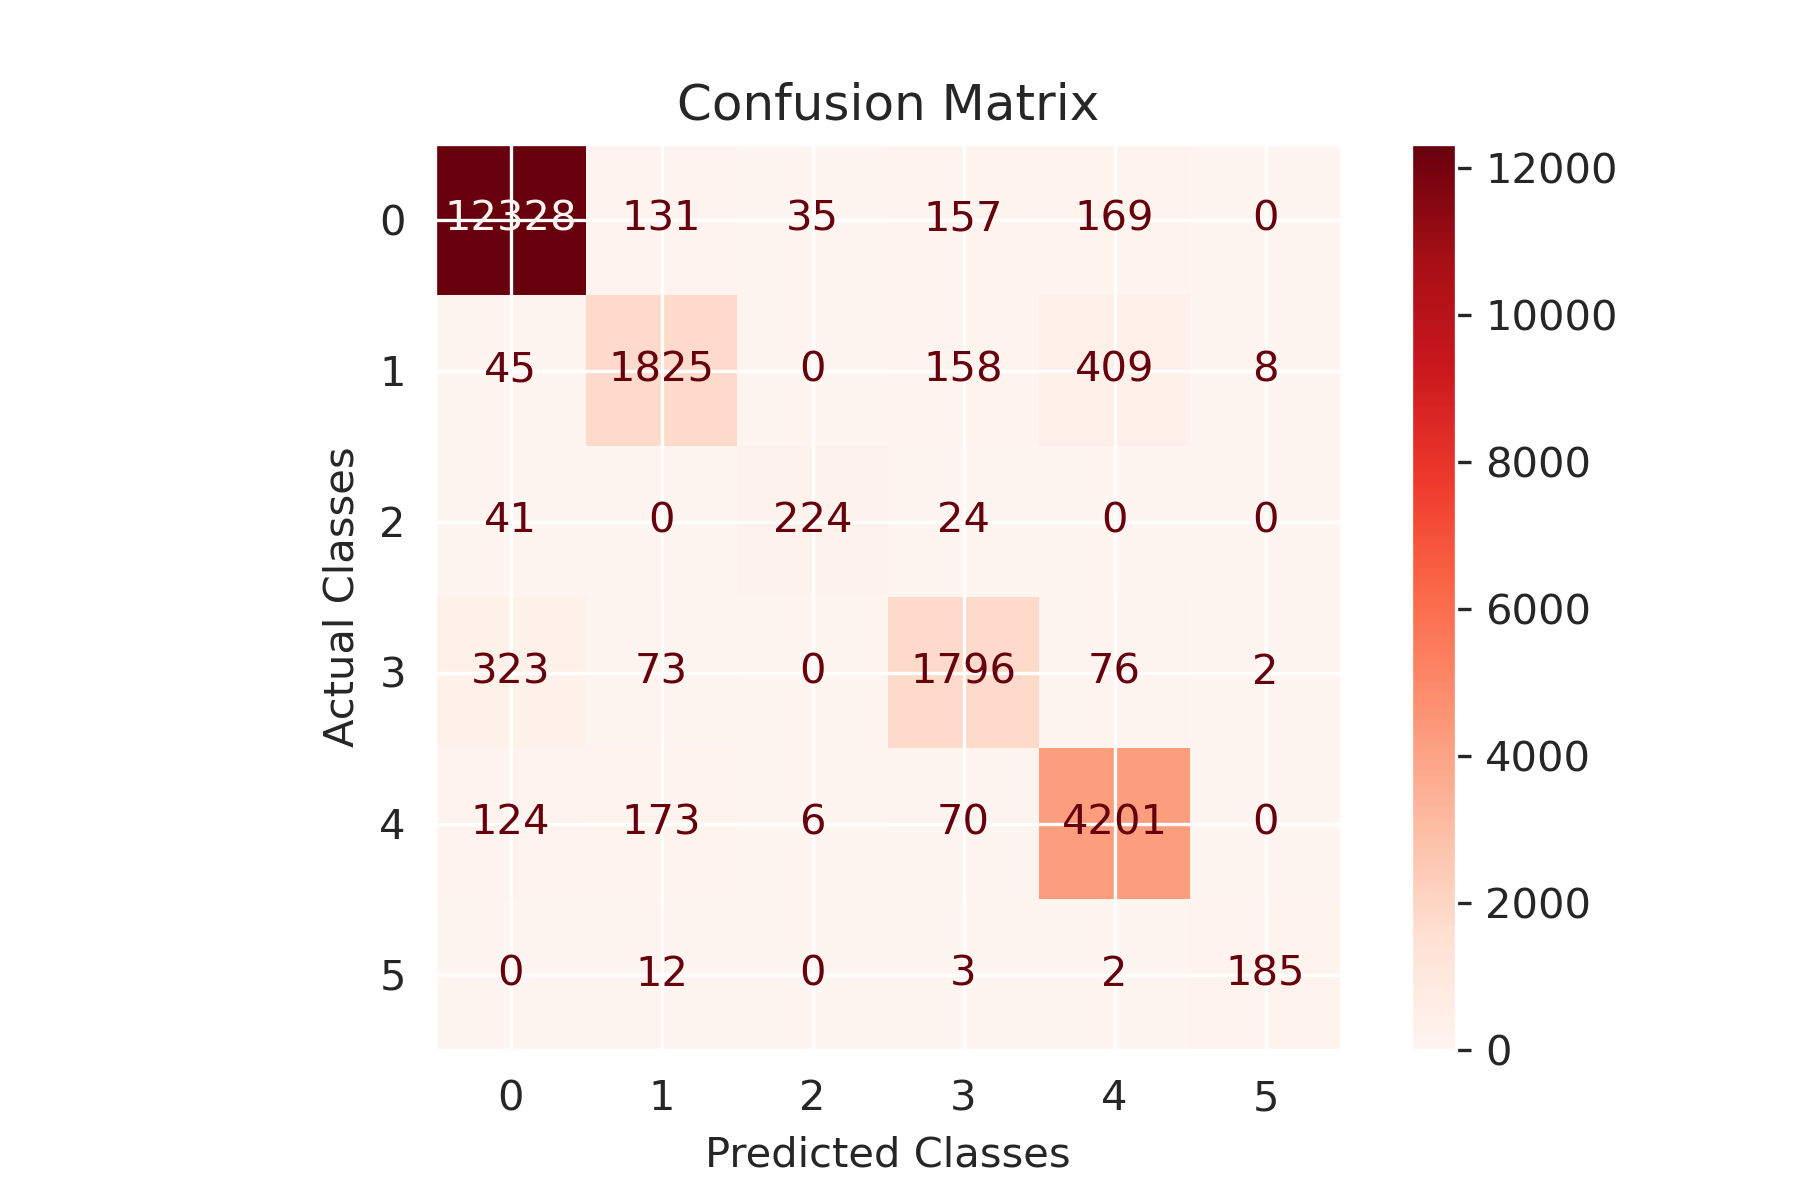 Confusion Matrix
0 12328 131 35 157 169 0
1 45 1825 0 158 409 8
2 41 0 224 24 0 0
3 323 73 0 1796 76 2
4 124 173 6 70 4201 0
5 0 12 0 3 2 185
0 1 2 3 4 5
Predicted Classes
Actual Classes
12000
10000
8000
6000
4000
2000
0